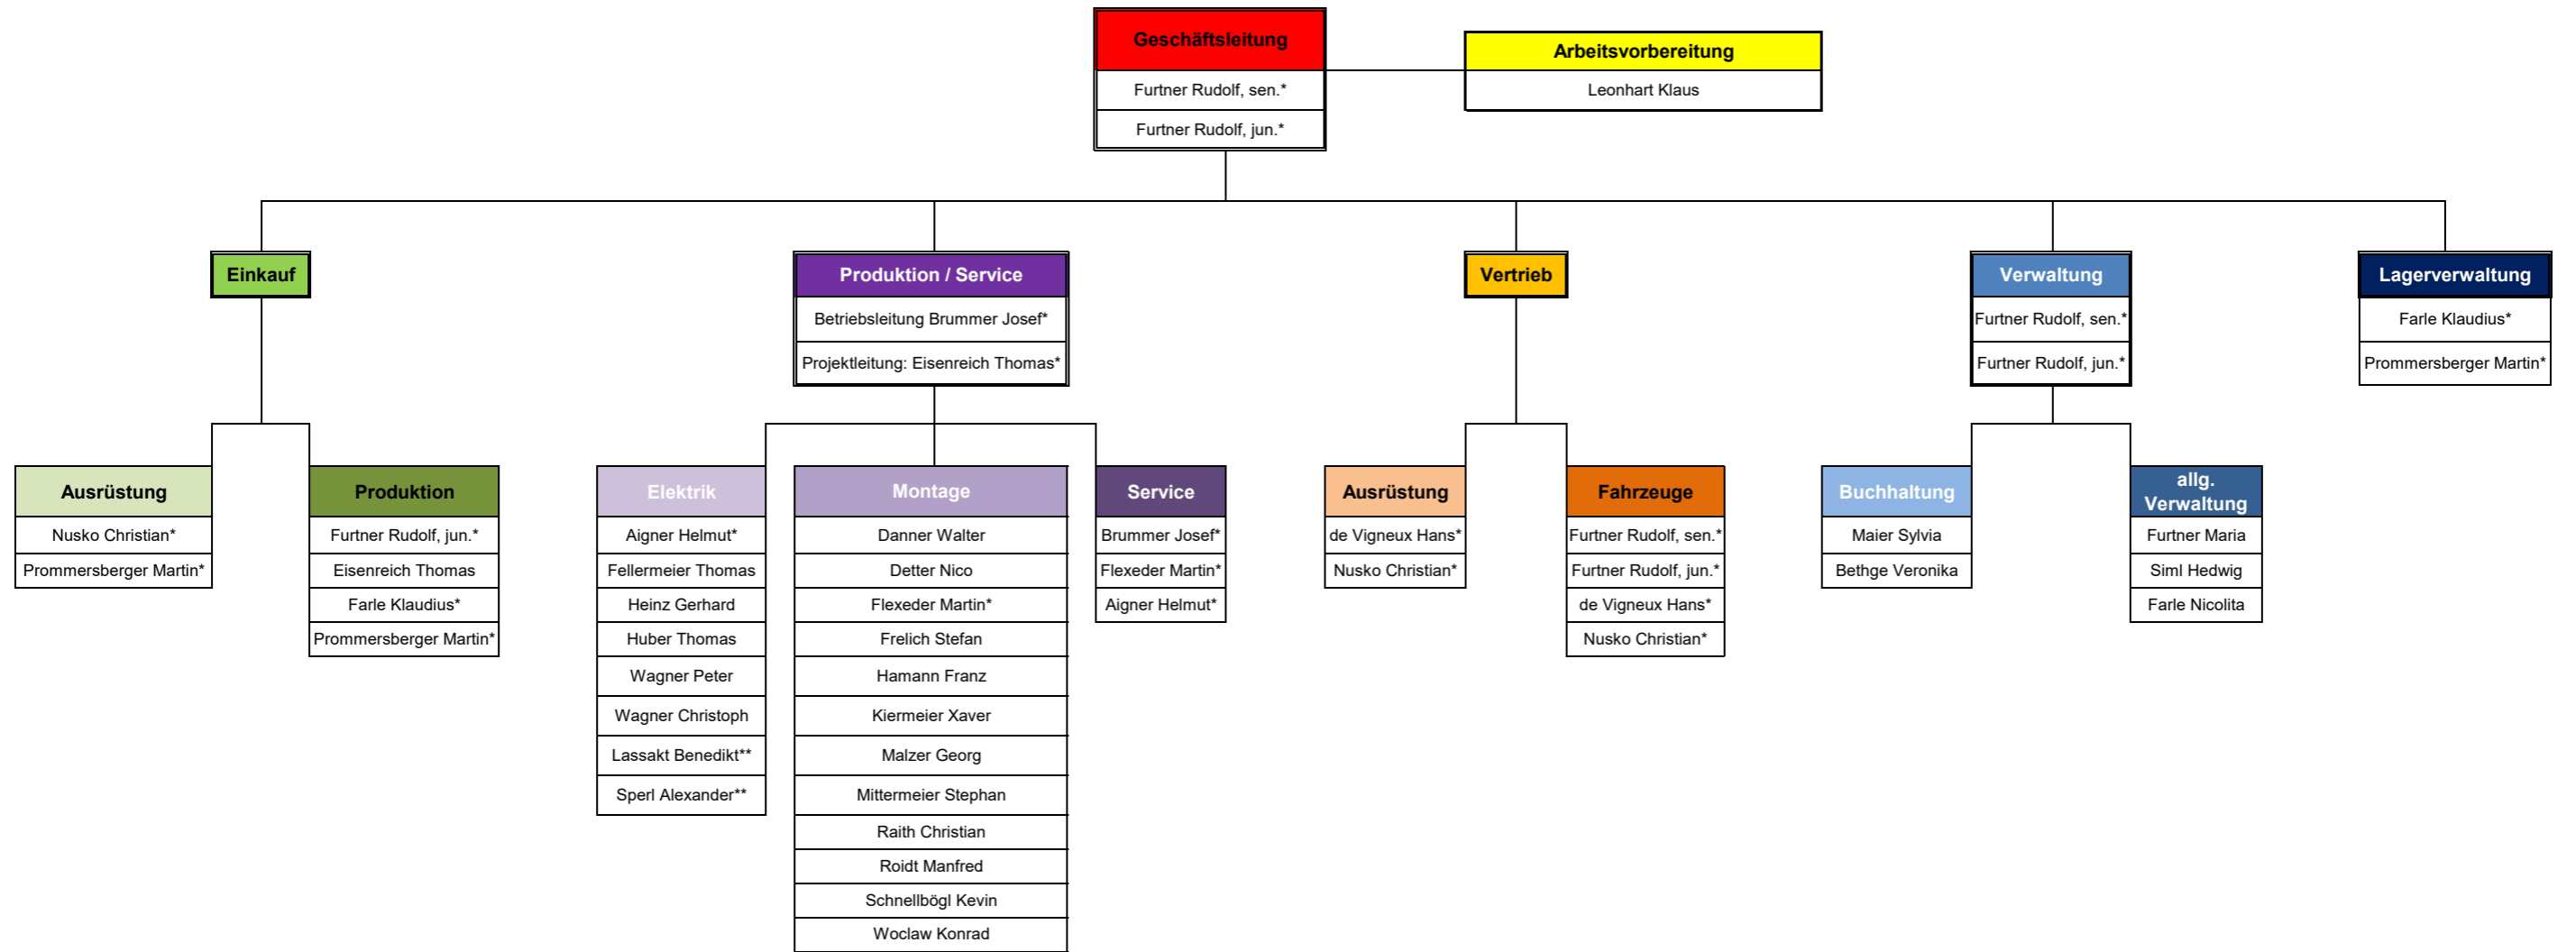 Geschäftsleitung
Furtner Rudolf, sen.*
Furtner Rudolf, jun.*
Arbeitsvorbereitung
Leonhart Klaus
Einkauf
Produktion / Service
Betriebsleitung Brummer Josef*
Projektleitung: Eisenreich Thomas*
Vertrieb
Verwaltung
Furtner Rudolf, sen.*
Furtner Rudolf, jun.*
Lagerverwaltung
Farle Klaudius*
Prommersberger Martin*
Ausrüstung
Nusko Christian*
Prommersberger Martin*
Produktion
Furtner Rudolf, jun.*
Eisenreich Thomas
Farle Klaudius*
Prommersberger Martin*
Elektrik
Aigner Helmut*
Fellermeier Thomas
Heinz Gerhard
Huber Thomas
Wagner Peter
Wagner Christoph
Lassakt Benedikt**
Sperl Alexander**
Montage
Danner Walter
Detter Nico
Flexeder Martin*
Frelich Stefan
Hamann Franz
Kiermeier Xaver
Malzer Georg
Mittermeier Stephan
Raith Christian
Roidt Manfred
Schnellbögl Kevin
Woclaw Konrad
Service
Brummer Josef*
Flexeder Martin*
Aigner Helmut*
Ausrüstung
de Vigneux Hans*
Nusko Christian*
Fahrzeuge
Furtner Rudolf, sen.*
Furtner Rudolf, jun.*
de Vigneux Hans*
Nusko Christian*
Buchhaltung
Maier Sylvia
Bethge Veronika
allg.
Verwaltung
Furtner Maria
Siml Hedwig
Farle Nicolita